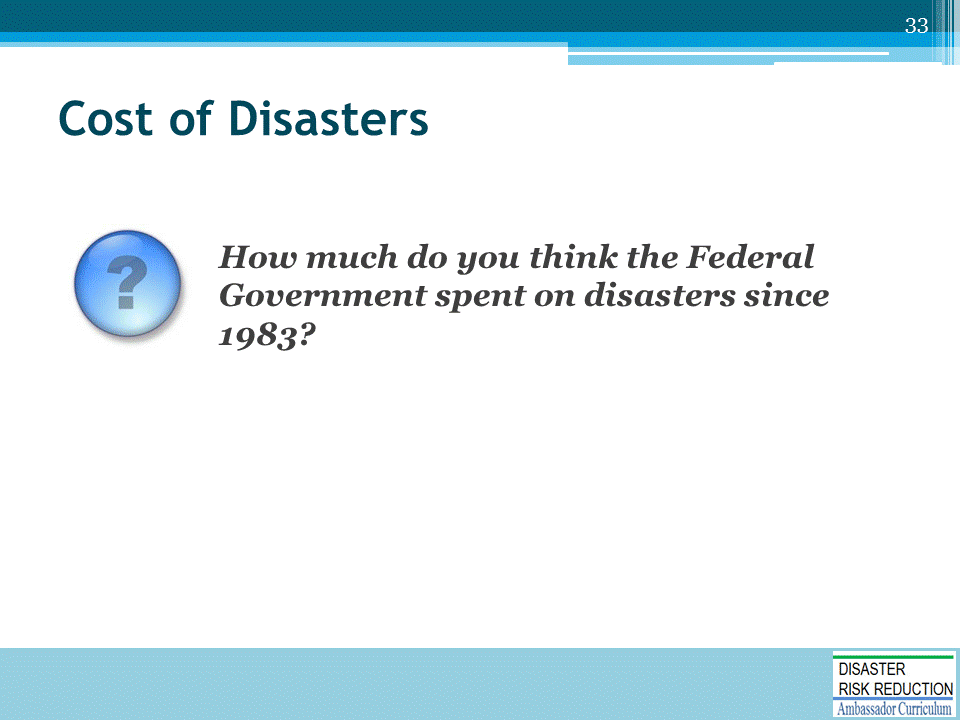 33
Cost of Disasters
?
How much do you think the Federal
Government spent on disasters since
1983?
DISASTER
RISK REDUCTION
Ambassador Curriculum